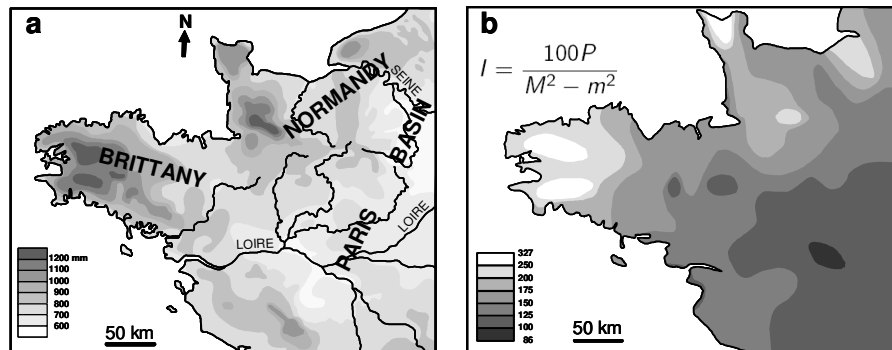 a
N
NORMANDY
SEINE
BASIN
BRITTANY
PARIS
LOIRE
LOIRE
1200 mm
1100
1000
900
800
700
600
50 km
b
I = 100P / M² − m²
327
250
200
175
150
125
100
86
50 km